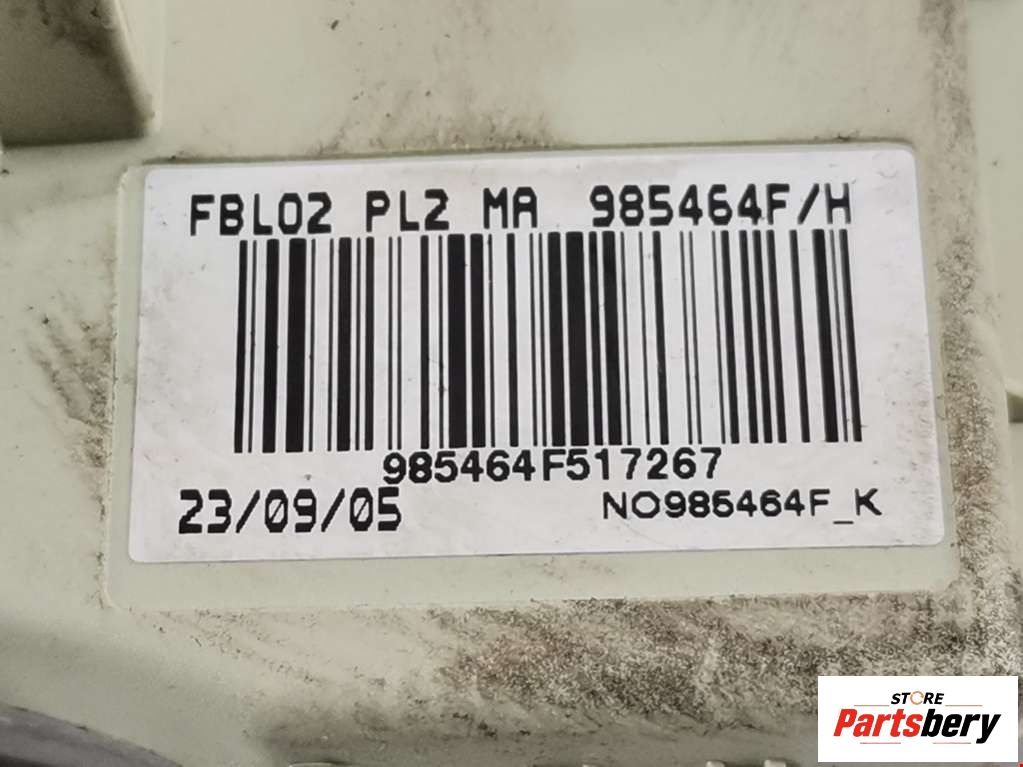 FBL02 PL2 MA 985464F/H
985464F517267
23/09/05 NO985464F_K
STORE
Partsbery